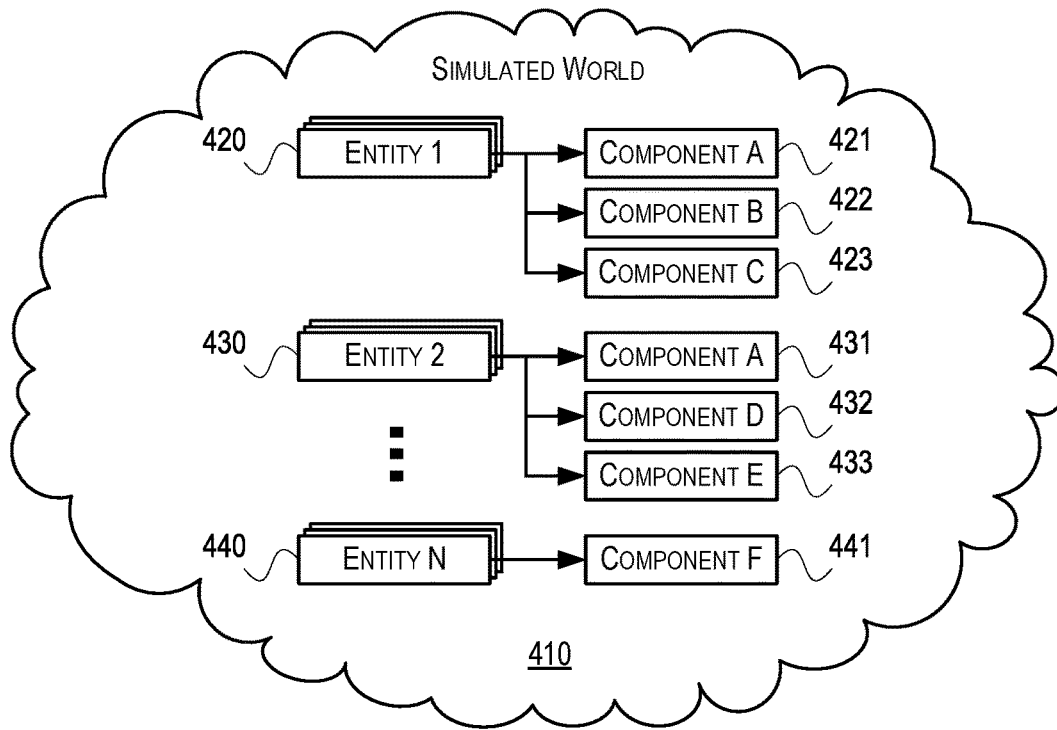 SIMULATED WORLD
420 ENTITY 1 COMPONENT A 421
COMPONENT B 422
COMPONENT C 423
430 ENTITY 2 COMPONENT A 431
COMPONENT D 432
COMPONENT E 433
440 ENTITY N COMPONENT F 441
410